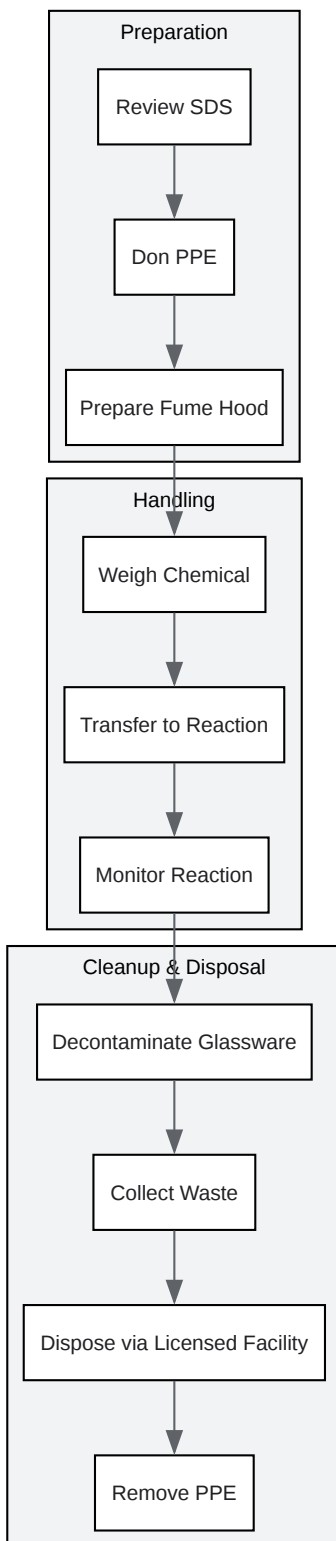 Preparation
Review SDS
Don PPE
Prepare Fume Hood
Handling
Weigh Chemical
Transfer to Reaction
Monitor Reaction
Cleanup & Disposal
Decontaminate Glassware
Collect Waste
Dispose via Licensed Facility
Remove PPE